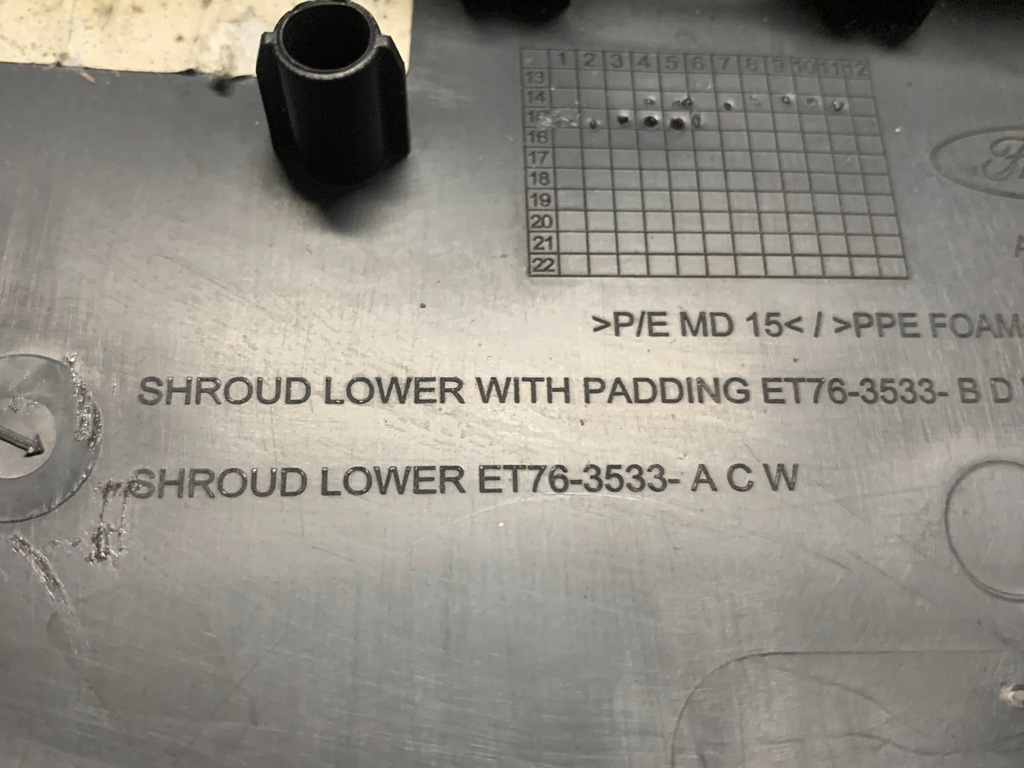 1 2 3 4 5 6 7 8 9 10 11 12
13
14
15
16
17
18
19
20
21
22
Ford
>P/E MD 15< / >PPE FOAM
SHROUD LOWER WITH PADDING ET76-3533- B D
SHROUD LOWER ET76-3533- A C W